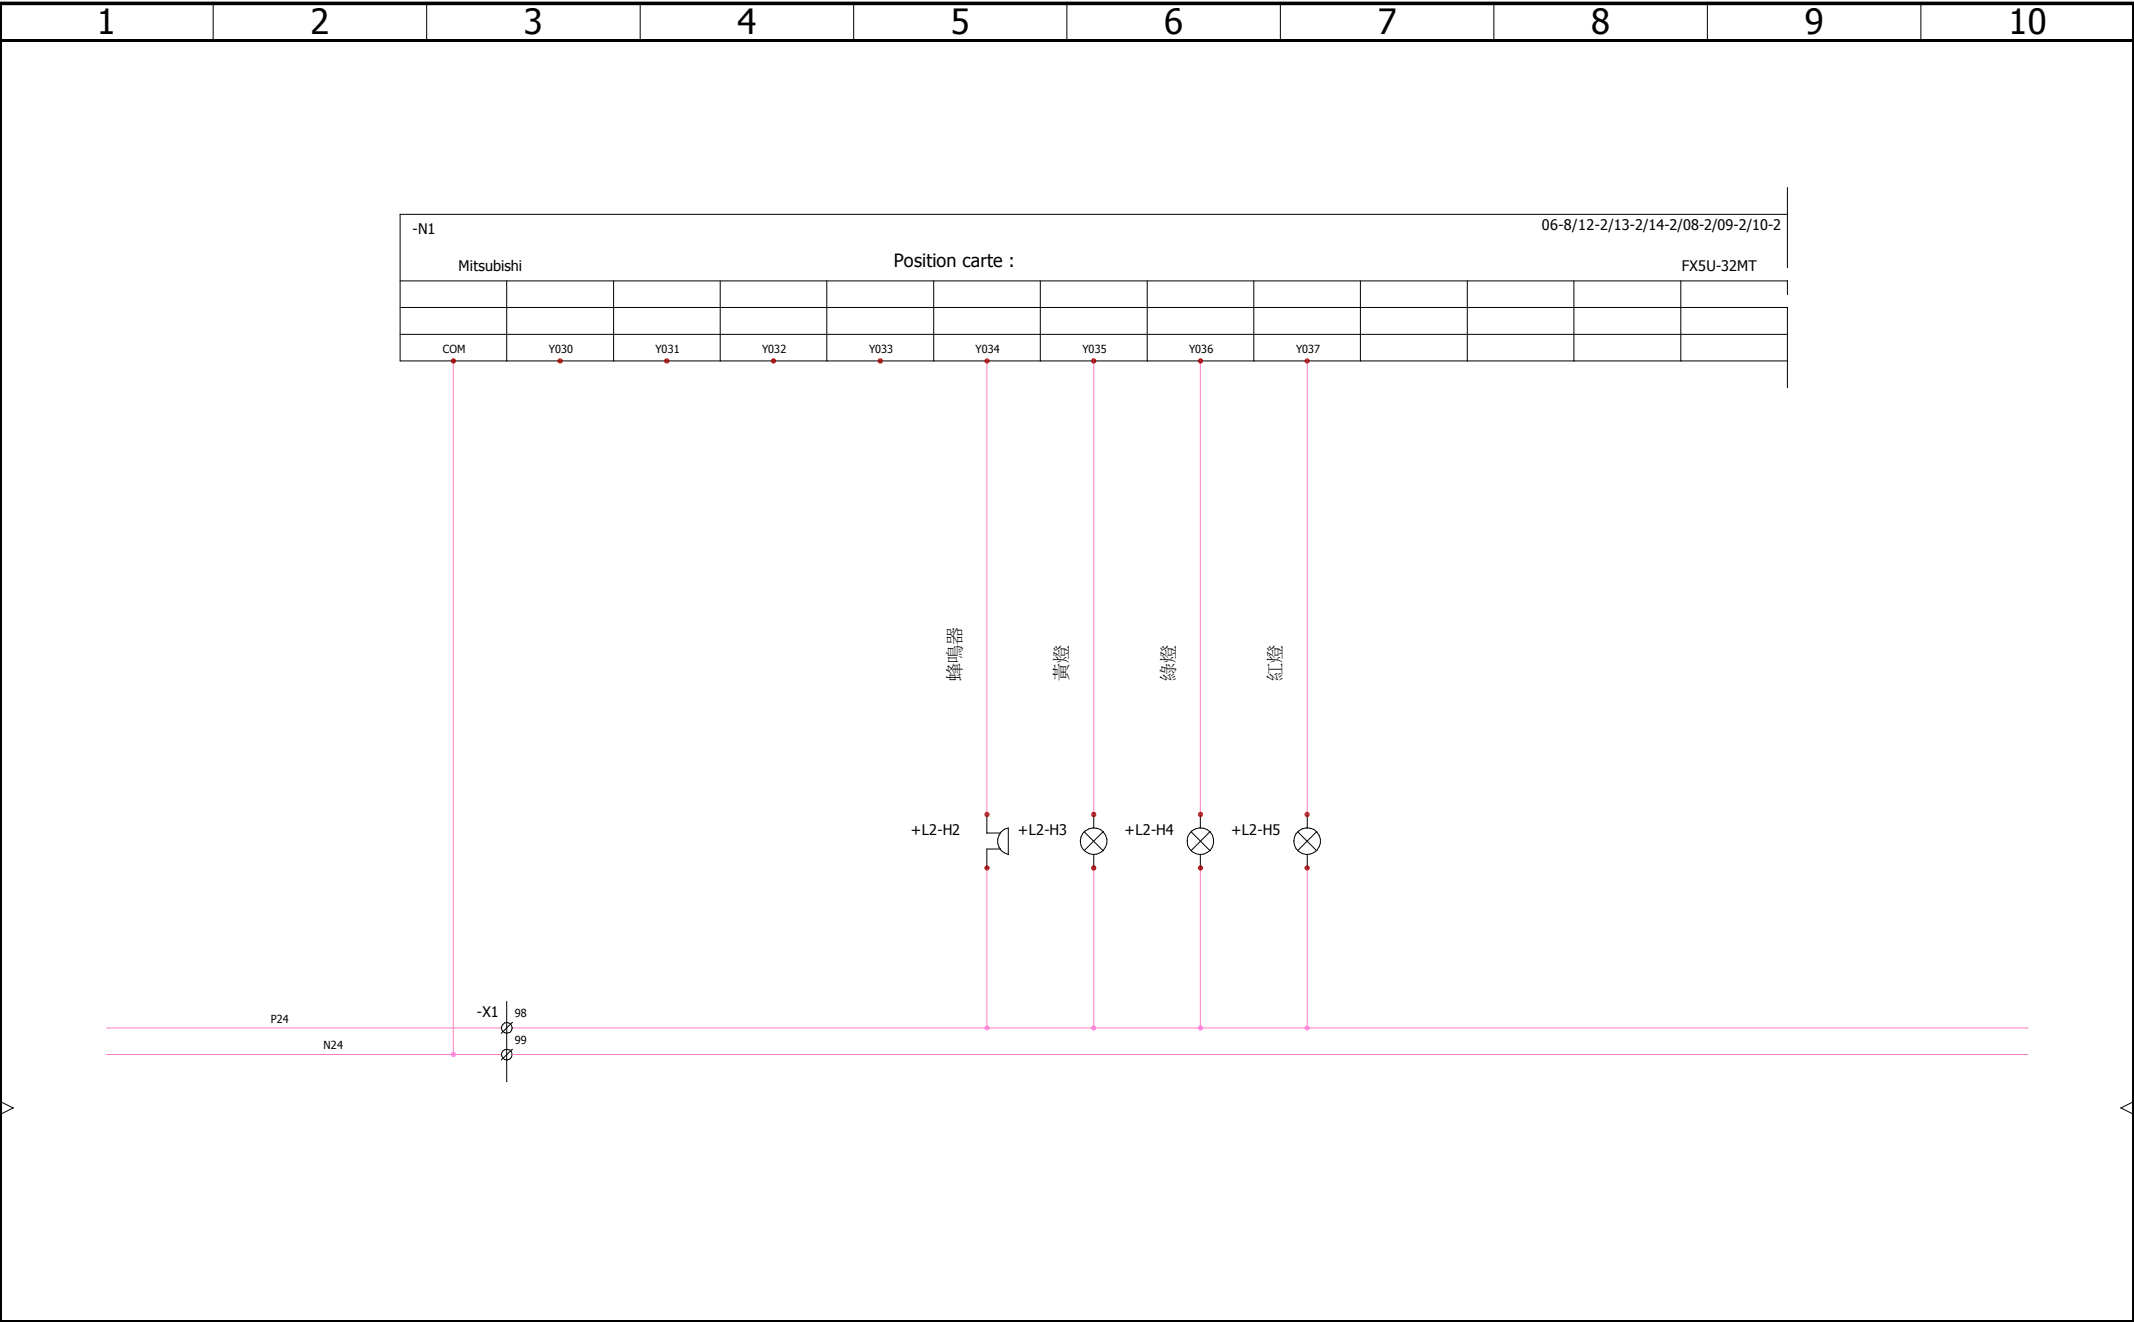 1 2 3 4 5 6 7 8 9 10
-N1 06-8/12-2/13-2/14-2/08-2/09-2/10-2
Mitsubishi Position carte : FX5U-32MT
COM Y030 Y031 Y032 Y033 Y034 Y035 Y036 Y037
蜂鳴器
黃燈
綠燈
紅燈
+L2-H2 +L2-H3 +L2-H4 +L2-H5
-X1 98
P24
99
N24